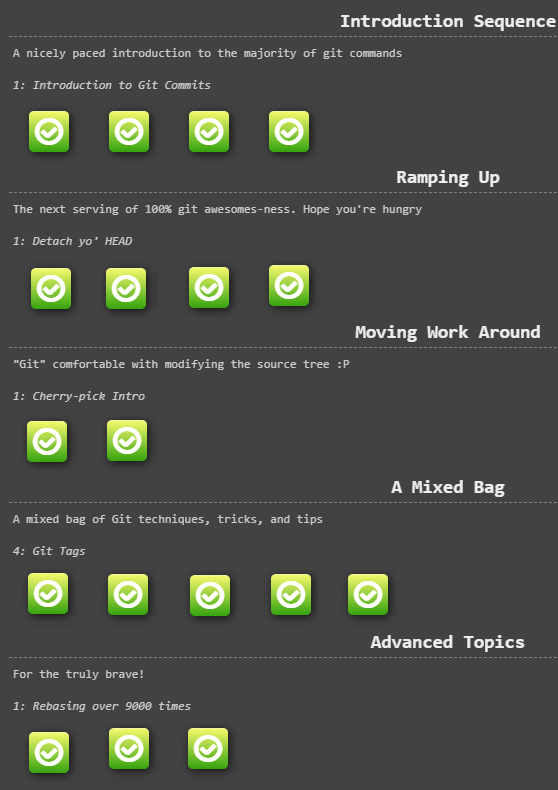 Introduction Sequence
A nicely paced introduction to the majority of git commands
1: Introduction to Git Commits
Ramping Up
The next serving of 100% git awesomes-ness. Hope you're hungry
1: Detach yo' HEAD
Moving Work Around
"Git" comfortable with modifying the source tree :P
1: Cherry-pick Intro
A Mixed Bag
A mixed bag of Git techniques, tricks, and tips
4: Git Tags
Advanced Topics
For the truly brave!
1: Rebasing over 9000 times